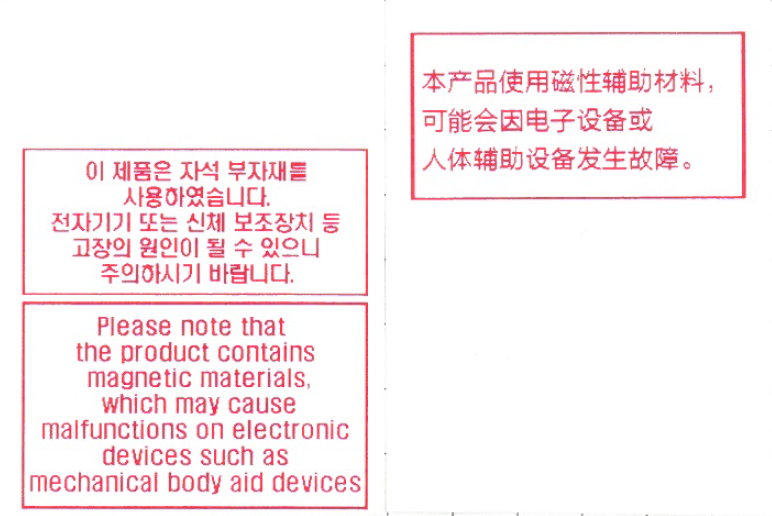 이 제품은 자석 부자재를
사용하였습니다.
전자기기 또는 신체 보조장치 등
고장의 원인이 될 수 있으니
주의하시기 바랍니다.
Please note that
the product contains
magnetic materials,
which may cause
malfunctions on electronic
devices such as
mechanical body aid devices
本产品使用磁性辅助材料，
可能会因电子设备或
人体辅助设备发生故障。